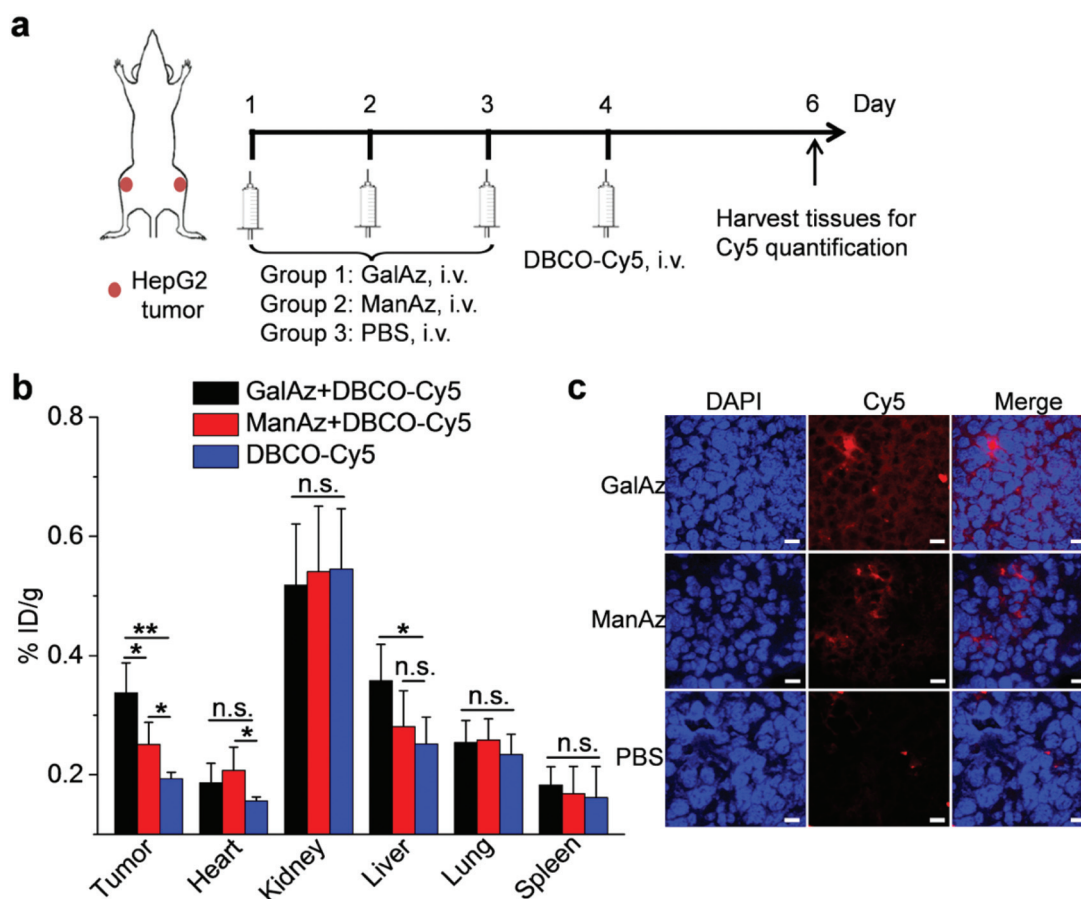 a
1 2 3 4 6 Day
HepG2
tumor
Group 1: GalAz, i.v.
Group 2: ManAz, i.v.
Group 3: PBS, i.v.
DBCO-Cy5, i.v.
Harvest tissues for
Cy5 quantification
b
GalAz+DBCO-Cy5
ManAz+DBCO-Cy5
DBCO-Cy5
% ID/g
0.8
0.6
0.4
0.2
**
*
*
n.s.
*
n.s.
*
n.s.
n.s.
n.s.
Tumor
Heart
Kidney
Liver
Lung
Spleen
c
DAPI Cy5 Merge
GalAz
ManAz
PBS